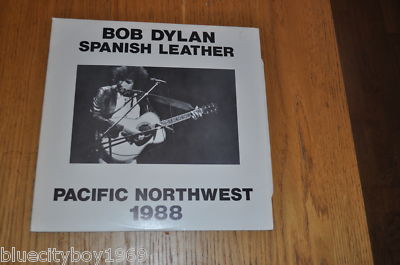 BOB DYLAN
SPANISH LEATHER
PACIFIC NORTHWEST
1988
bluecityboy1969